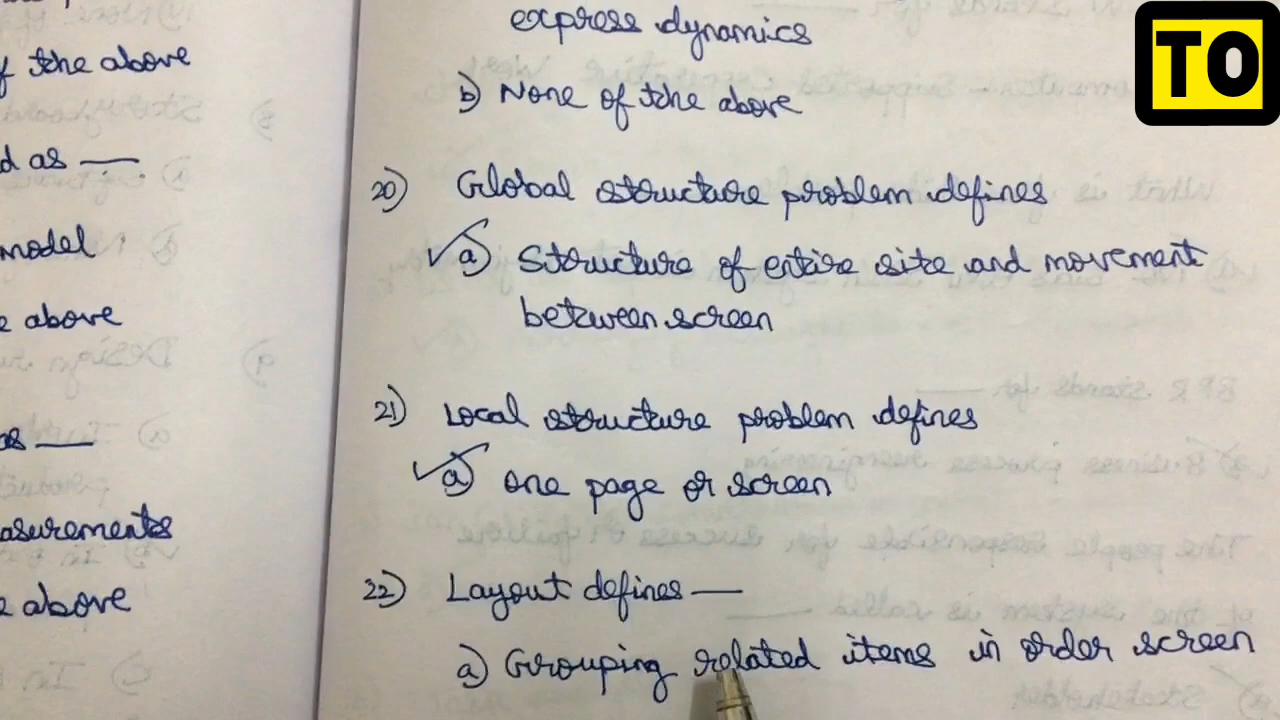 f the above
d as —
model
e above
as —
asurements
e above
express dynamics
b) None of the above
20) Global structure problem defines
a) Structure of entire site and movement
between screen
21) Local structure problem defines
a) one page or screen
22) Layout defines —
a) Grouping related items in order screen
TO